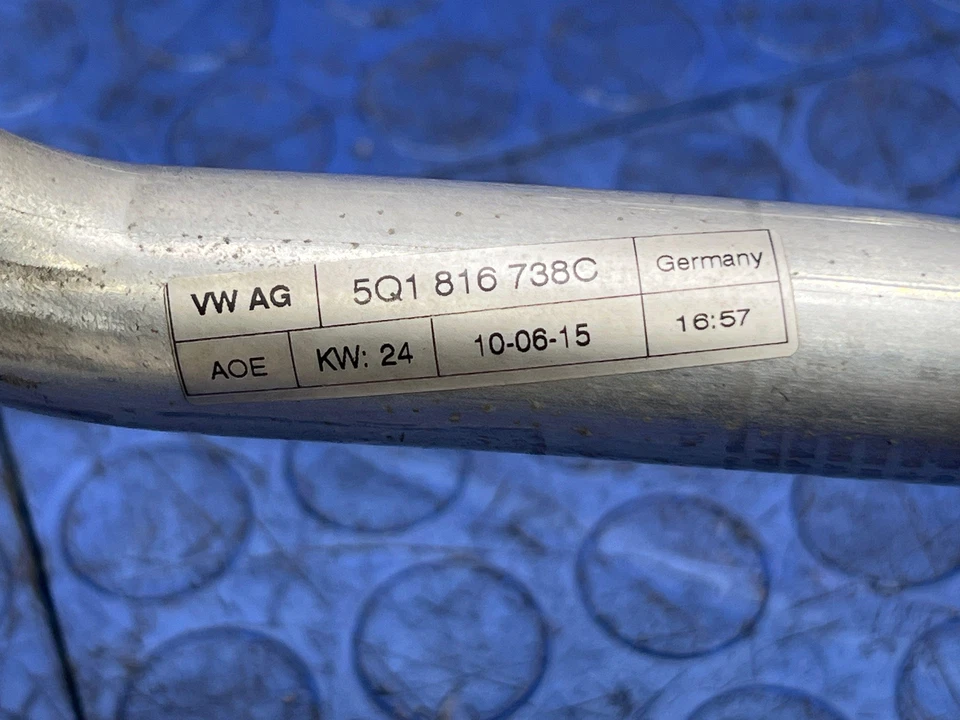 VW AG 5Q1 816 738C Germany
AOE KW: 24 10-06-15 16:57